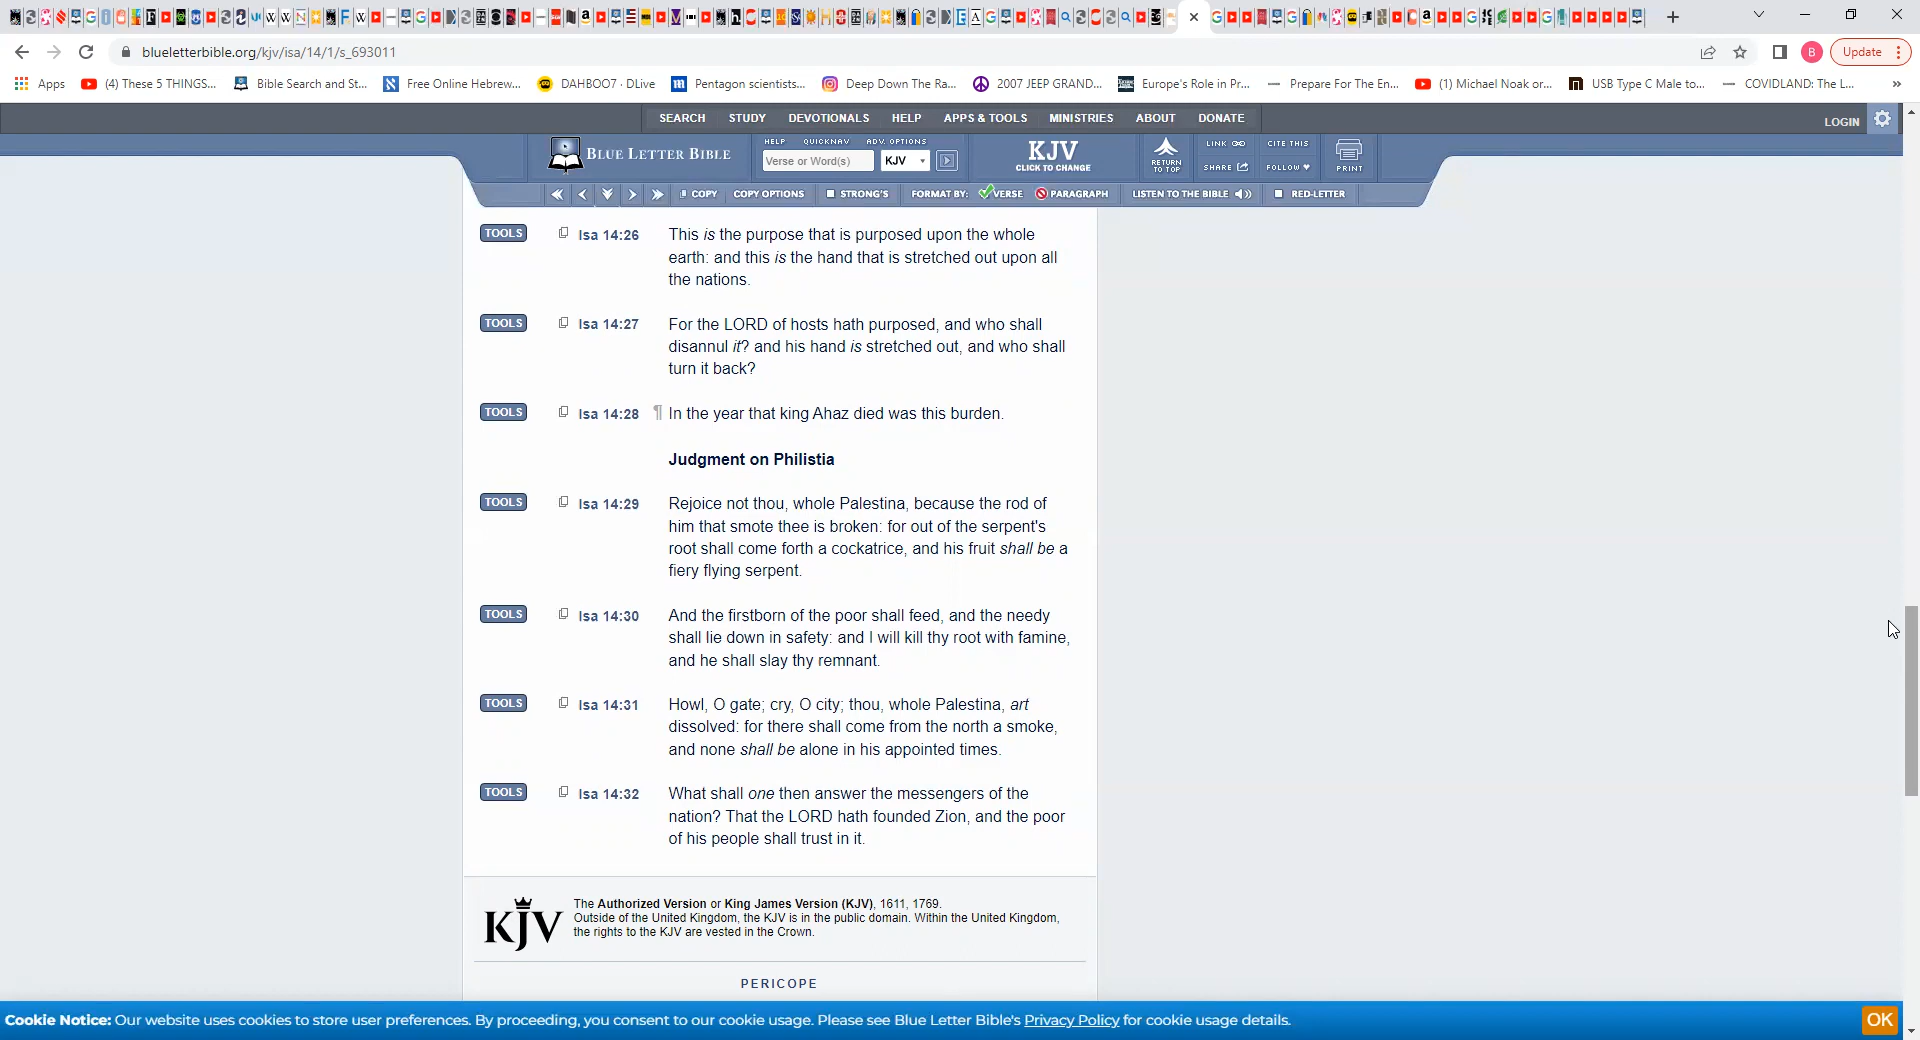 blueletterbible.org/kjv/isa/14/1/s_693011
B
Update
Apps
(4) These 5 THINGS...
Bible Search and St...
Free Online Hebrew...
DAHBOO7 · DLive
Pentagon scientists...
Deep Down The Ra...
2007 JEEP GRAND...
Europe's Role in Pr...
Prepare For The En...
(1) Michael Noak or...
USB Type C Male to...
COVIDLAND: The L...
»
SEARCH STUDY DEVOTIONALS HELP APPS & TOOLS MINISTRIES ABOUT DONATE
LOGIN
BLUE LETTER BIBLE
HELP QUICKNAV ADV. OPTIONS
Verse or Word(s)
KJV
KJV
CLICK TO CHANGE
RETURN
TO TOP
LINK
CITE THIS
SHARE
FOLLOW
PRINT
COPY COPY OPTIONS STRONG'S FORMAT BY: VERSE PARAGRAPH LISTEN TO THE BIBLE RED-LETTER
TOOLS Isa 14:26 This is the purpose that is purposed upon the whole
earth: and this is the hand that is stretched out upon all
the nations.
TOOLS Isa 14:27 For the LORD of hosts hath purposed, and who shall
disannul it? and his hand is stretched out, and who shall
turn it back?
TOOLS Isa 14:28 ¶ In the year that king Ahaz died was this burden.
Judgment on Philistia
TOOLS Isa 14:29 Rejoice not thou, whole Palestina, because the rod of
him that smote thee is broken: for out of the serpent's
root shall come forth a cockatrice, and his fruit shall be a
fiery flying serpent.
TOOLS Isa 14:30 And the firstborn of the poor shall feed, and the needy
shall lie down in safety: and I will kill thy root with famine,
and he shall slay thy remnant.
TOOLS Isa 14:31 Howl, O gate; cry, O city; thou, whole Palestina, art
dissolved: for there shall come from the north a smoke,
and none shall be alone in his appointed times.
TOOLS Isa 14:32 What shall one then answer the messengers of the
nation? That the LORD hath founded Zion, and the poor
of his people shall trust in it.
KJV
The Authorized Version or King James Version (KJV), 1611, 1769.
Outside of the United Kingdom, the KJV is in the public domain. Within the United Kingdom,
the rights to the KJV are vested in the Crown.
PERICOPE
Cookie Notice: Our website uses cookies to store user preferences. By proceeding, you consent to our cookie usage. Please see Blue Letter Bible's Privacy Policy for cookie usage details.
OK